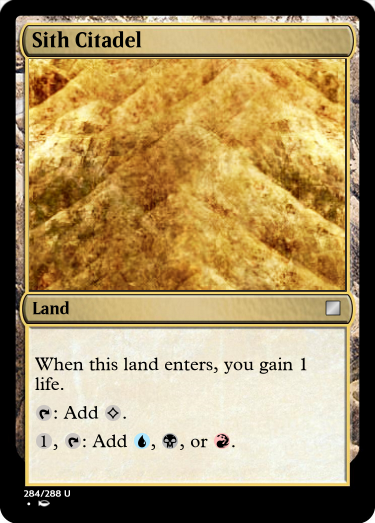 Sith Citadel
Land
When this land enters, you gain 1
life.
: Add .
1, : Add , , or .
284/288 U